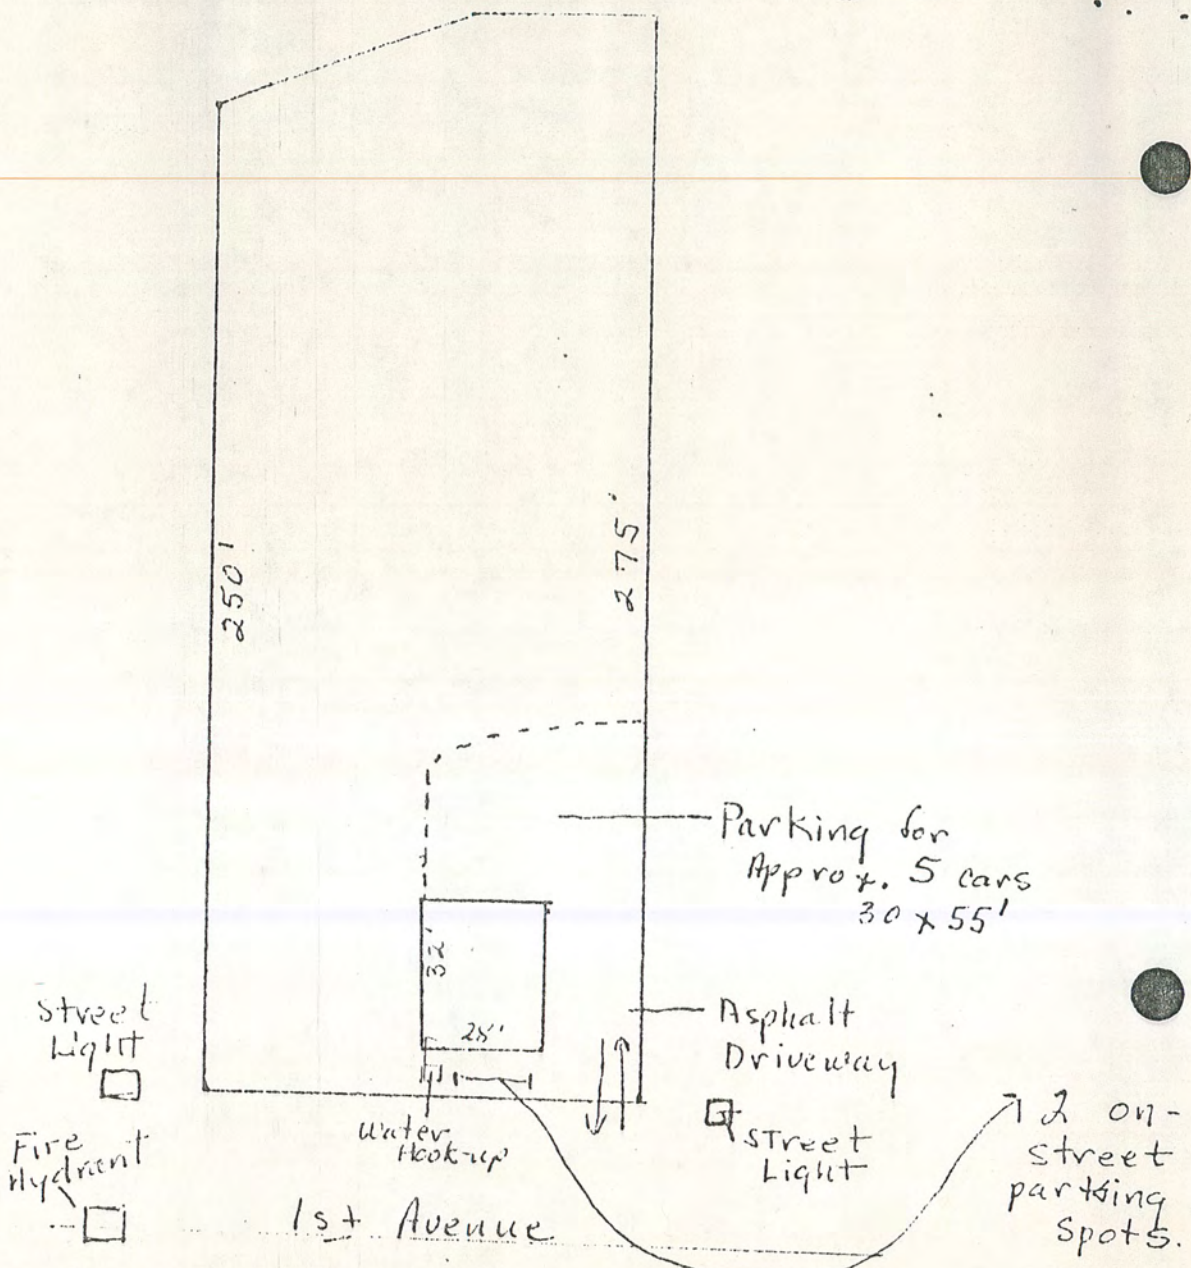 250'
275
Parking for
Approx. 5 cars
30 x 55'
32'
28'
Asphalt
Driveway
Street
Light
Water
Hook-up
Street
Light
2 on-
street
parking
spots.
Fire
Hydrant
1st Avenue